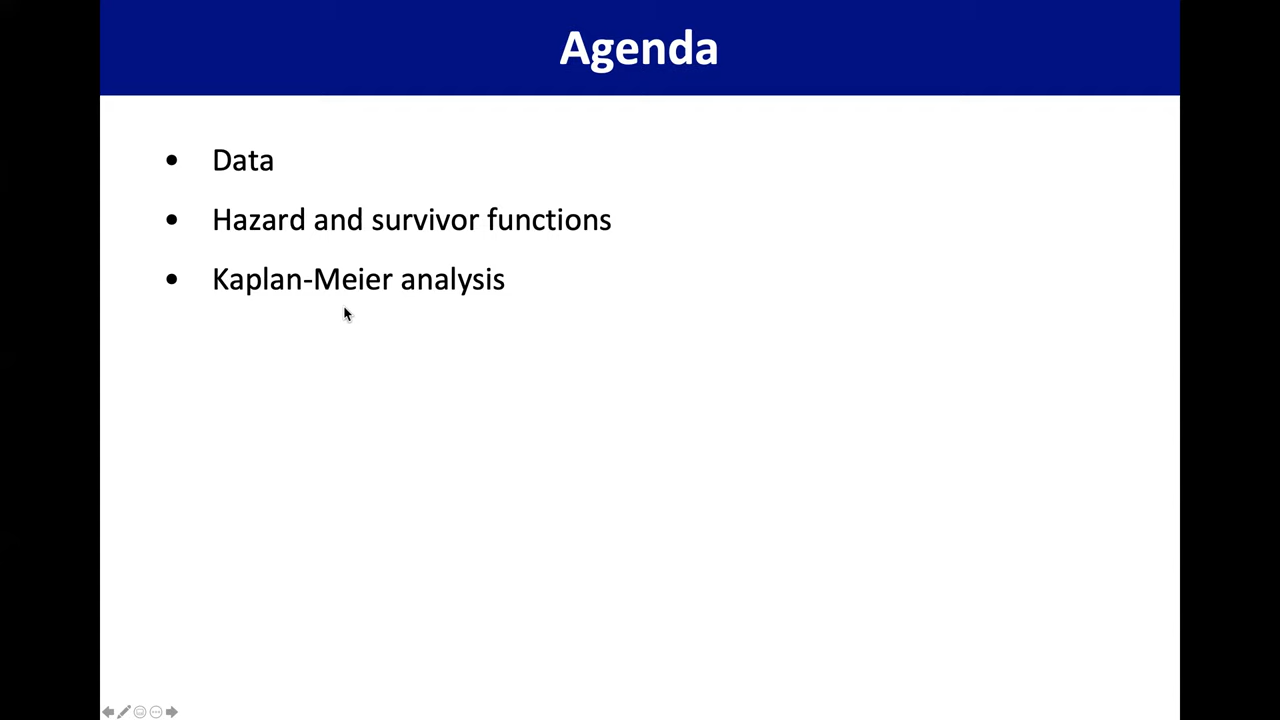 Agenda
• Data
• Hazard and survivor functions
• Kaplan-Meier analysis